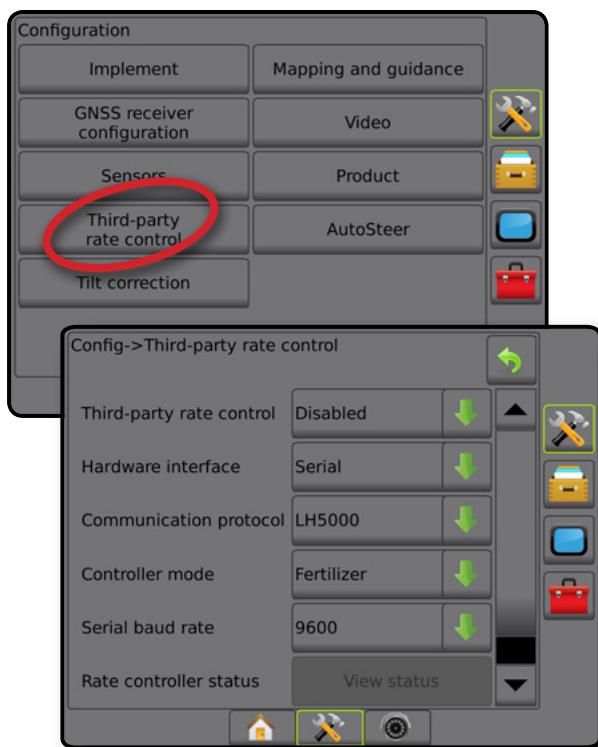 Configuration
Implement
Mapping and guidance
GNSS receiver
configuration
Video
Sensors
Product
Third-party
rate control
AutoSteer
Tilt correction
Config->Third-party rate control
Third-party rate control
Disabled
Hardware interface
Serial
Communication protocol
LH5000
Controller mode
Fertilizer
Serial baud rate
9600
Rate controller status
View status